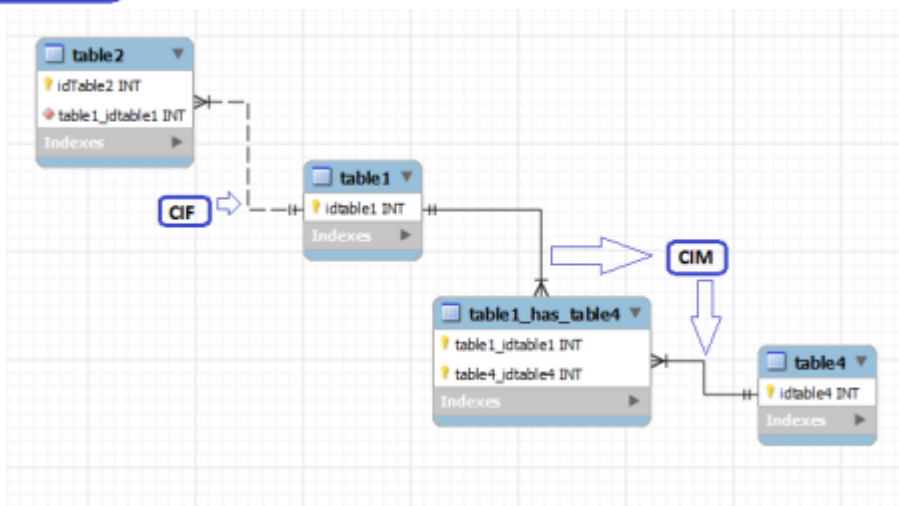 table2
idTable2 INT
table1_idtable1 INT
Indexes
table1
idtable1 INT
Indexes
CIF
CIM
table1_has_table4
table1_idtable1 INT
table4_idtable4 INT
Indexes
table4
idtable4 INT
Indexes